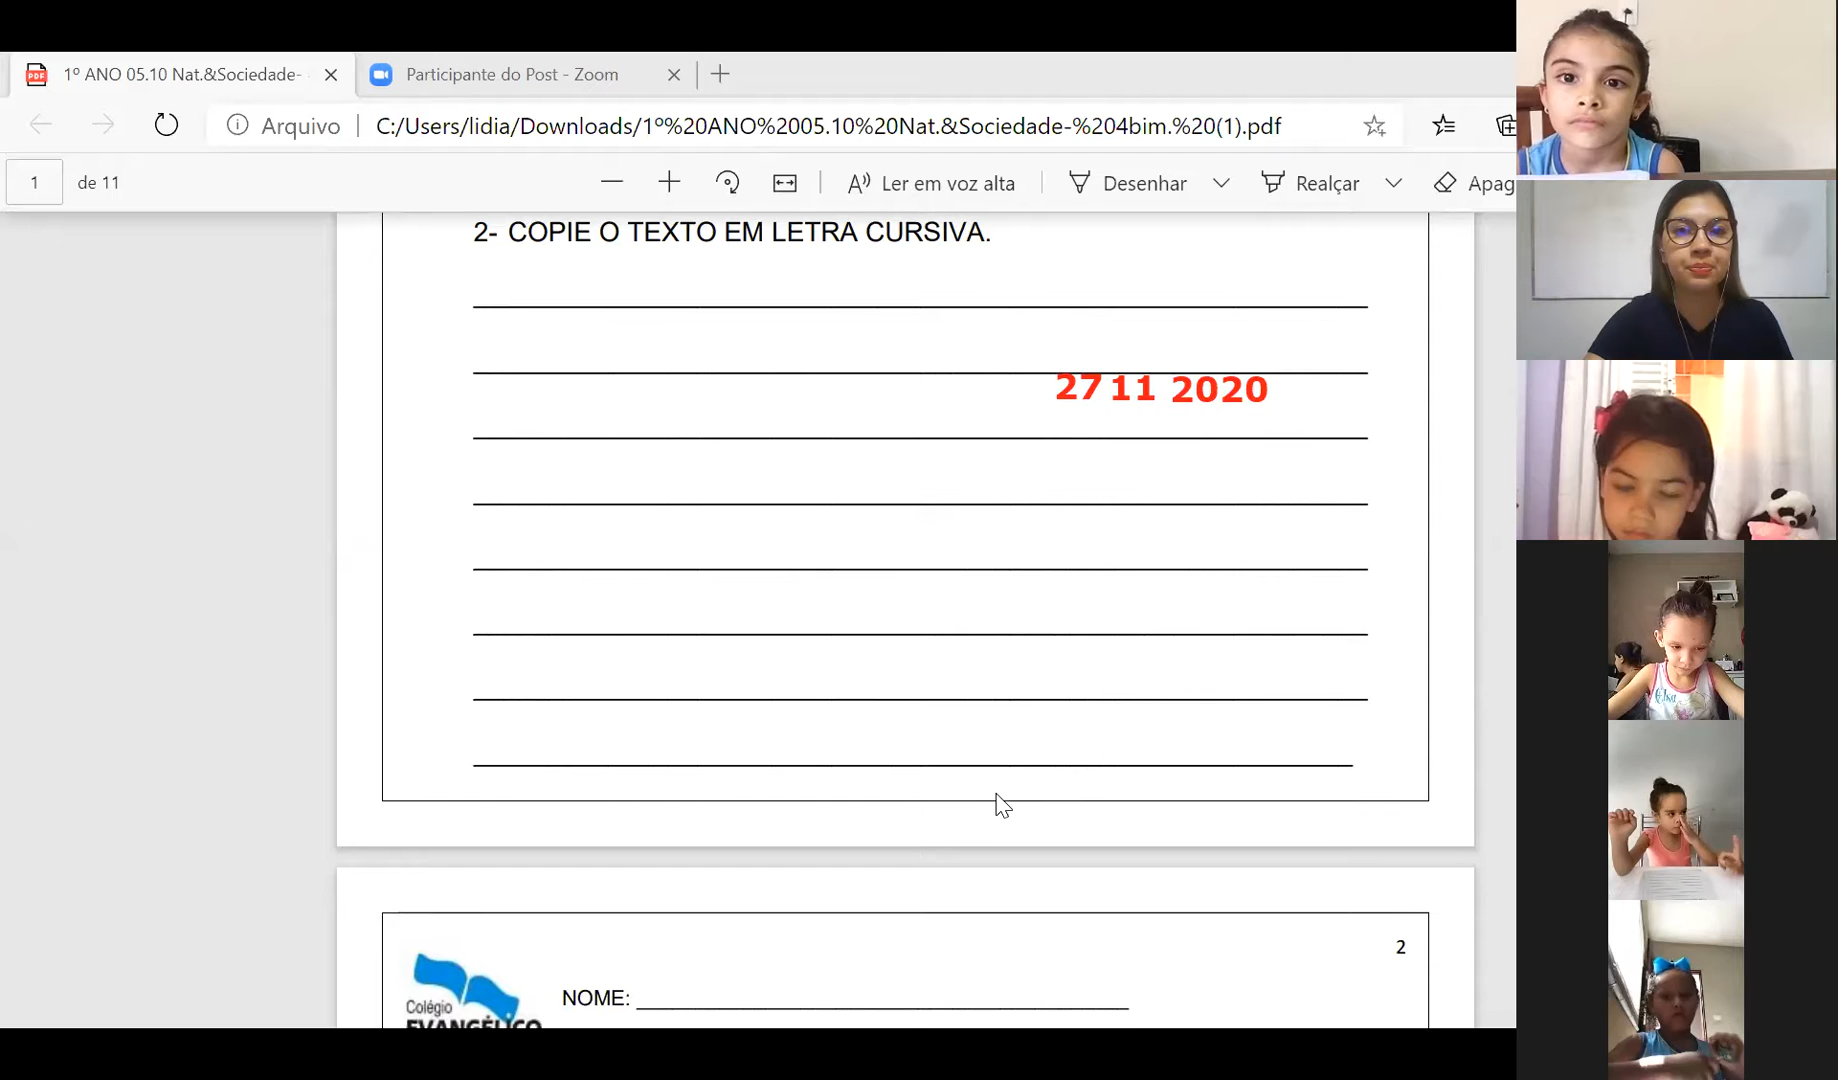 1º ANO 05.10 Nat.&Sociedade-
Participante do Post - Zoom
Arquivo
C:/Users/lidia/Downloads/1º%20ANO%2005.10%20Nat.&Sociedade-%204bim.%20(1).pdf
1 de 11
Ler em voz alta
Desenhar
Realçar
Apag
2- COPIE O TEXTO EM LETRA CURSIVA.
27 11 2020
2
Colégio
EVANGÉLICO
NOME: